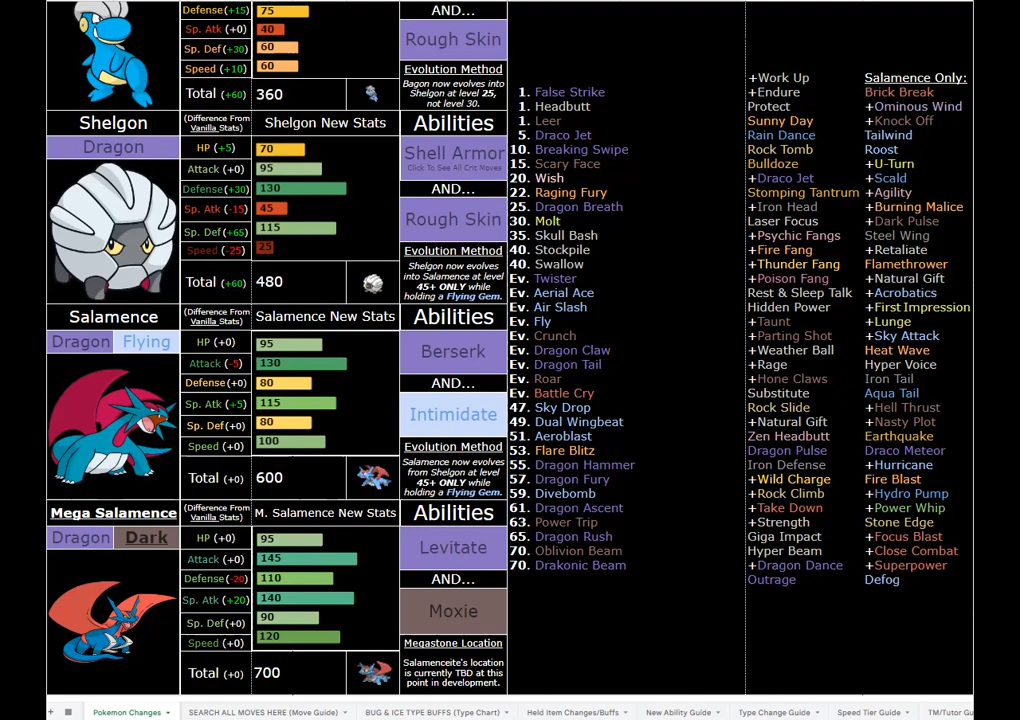 Defense (+15) 75 AND...
Sp. Atk (+0) 40 Rough Skin
Sp. Def (+30) 60
Speed (+10) 60 Evolution Method
Total (+60) 360 Bagon now evolves into
Shelgon at level 25,
not level 30.
Shelgon (Difference From Vanilla Stats) Shelgon New Stats Abilities
Dragon HP (+5) 70 Shell Armor
Click To See All Crit Moves
Attack (+0) 95 AND...
Defense (+30) 130
Sp. Atk (-15) 45 Rough Skin
Sp. Def (+65) 115
Speed (-25) 25 Evolution Method
Total (+60) 480 Shelgon now evolves
into Salamence at level
45+ ONLY while
holding a Flying Gem.
Salamence (Difference From Vanilla Stats) Salamence New Stats Abilities
Dragon Flying HP (+0) 95 Berserk
Attack (-5) 130
Defense (+0) 80 AND...
Sp. Atk (+5) 115 Intimidate
Sp. Def (+0) 80
Speed (+0) 100 Evolution Method
Total (+0) 600 Salamence now evolves
from Shelgon at level
45+ ONLY while
holding a Flying Gem.
Mega Salamence (Difference From Vanilla Stats) M. Salamence New Stats Abilities
Dragon Dark HP (+0) 95 Levitate
Attack (+0) 145
Defense (-20) 110 AND...
Sp. Atk (+20) 140 Moxie
Sp. Def (+0) 90
Speed (+0) 120 Megastone Location
Total (+0) 700 Salamenceite's location
is currently TBD at this
point in development.
1. False Strike
1. Headbutt
1. Leer
5. Draco Jet
10. Breaking Swipe
15. Scary Face
20. Wish
22. Raging Fury
25. Dragon Breath
30. Molt
35. Skull Bash
40. Stockpile
40. Swallow
Ev. Twister
Ev. Aerial Ace
Ev. Air Slash
Ev. Fly
Ev. Crunch
Ev. Dragon Claw
Ev. Dragon Tail
Ev. Roar
Ev. Battle Cry
47. Sky Drop
49. Dual Wingbeat
51. Aeroblast
53. Flare Blitz
55. Dragon Hammer
57. Dragon Fury
59. Divebomb
61. Dragon Ascent
63. Power Trip
65. Dragon Rush
70. Oblivion Beam
70. Drakonic Beam
+Work Up
+Endure
Protect
Sunny Day
Rain Dance
Rock Tomb
Bulldoze
+Draco Jet
Stomping Tantrum
+Iron Head
Laser Focus
+Psychic Fangs
+Fire Fang
+Thunder Fang
+Poison Fang
Rest & Sleep Talk
Hidden Power
+Taunt
+Parting Shot
+Weather Ball
+Rage
+Hone Claws
Substitute
Rock Slide
+Natural Gift
Zen Headbutt
Dragon Pulse
Iron Defense
+Wild Charge
+Rock Climb
+Take Down
+Strength
Giga Impact
Hyper Beam
+Dragon Dance
Outrage
Salamence Only:
Brick Break
+Ominous Wind
+Knock Off
Tailwind
Roost
+U-Turn
+Scald
+Agility
+Burning Malice
+Dark Pulse
Steel Wing
+Retaliate
Flamethrower
+Natural Gift
+Acrobatics
+First Impression
+Lunge
+Sky Attack
Heat Wave
Hyper Voice
Iron Tail
Aqua Tail
+Hell Thrust
+Nasty Plot
Earthquake
Draco Meteor
+Hurricane
Fire Blast
+Hydro Pump
+Power Whip
Stone Edge
+Focus Blast
+Close Combat
+Superpower
Defog
+ Pokemon Changes SEARCH ALL MOVES HERE (Move Guide) BUG & ICE TYPE BUFFS (Type Chart) Held Item Changes/Buffs New Ability Guide Type Change Guide Speed Tier Guide TM/Tutor Gu